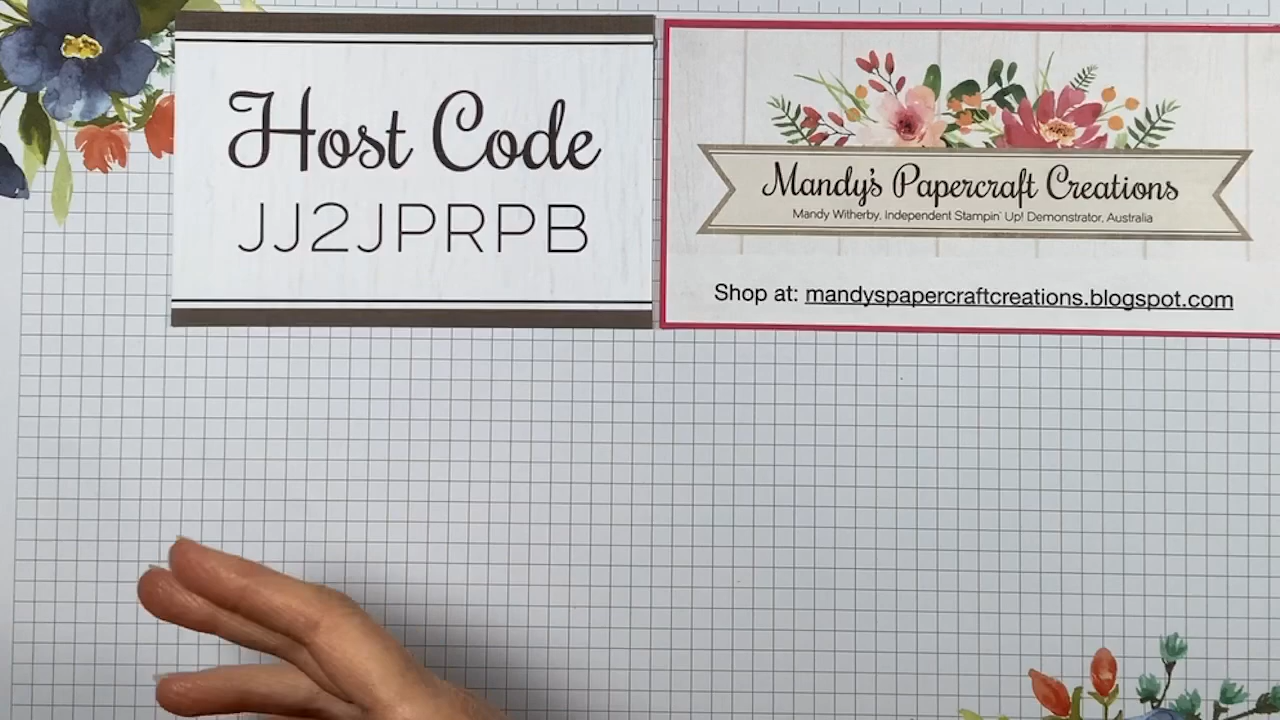 Host Code
JJ2JPRPB
Mandy's Papercraft Creations
Mandy Witherby, Independent Stampin' Up! Demonstrator, Australia
Shop at: mandyspapercraftcreations.blogspot.com